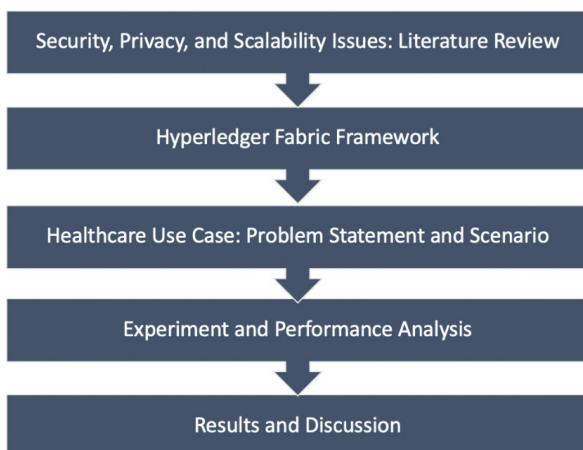 Security, Privacy, and Scalability Issues: Literature Review
Hyperledger Fabric Framework
Healthcare Use Case: Problem Statement and Scenario
Experiment and Performance Analysis
Results and Discussion